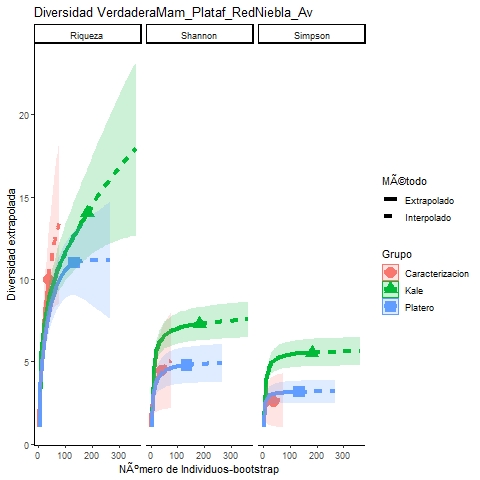 Diversidad VerdaderaMam_Plataf_RedNiebla_Av
Riqueza Shannon Simpson
Diversidad extrapolada
20
15
10
5
0
0 100 200 300 0 100 200 300 0 100 200 300
NÃºmero de Individuos-bootstrap
MÃ©todo
Extrapolado
Interpolado
Grupo
Caracterizacion
Kale
Platero